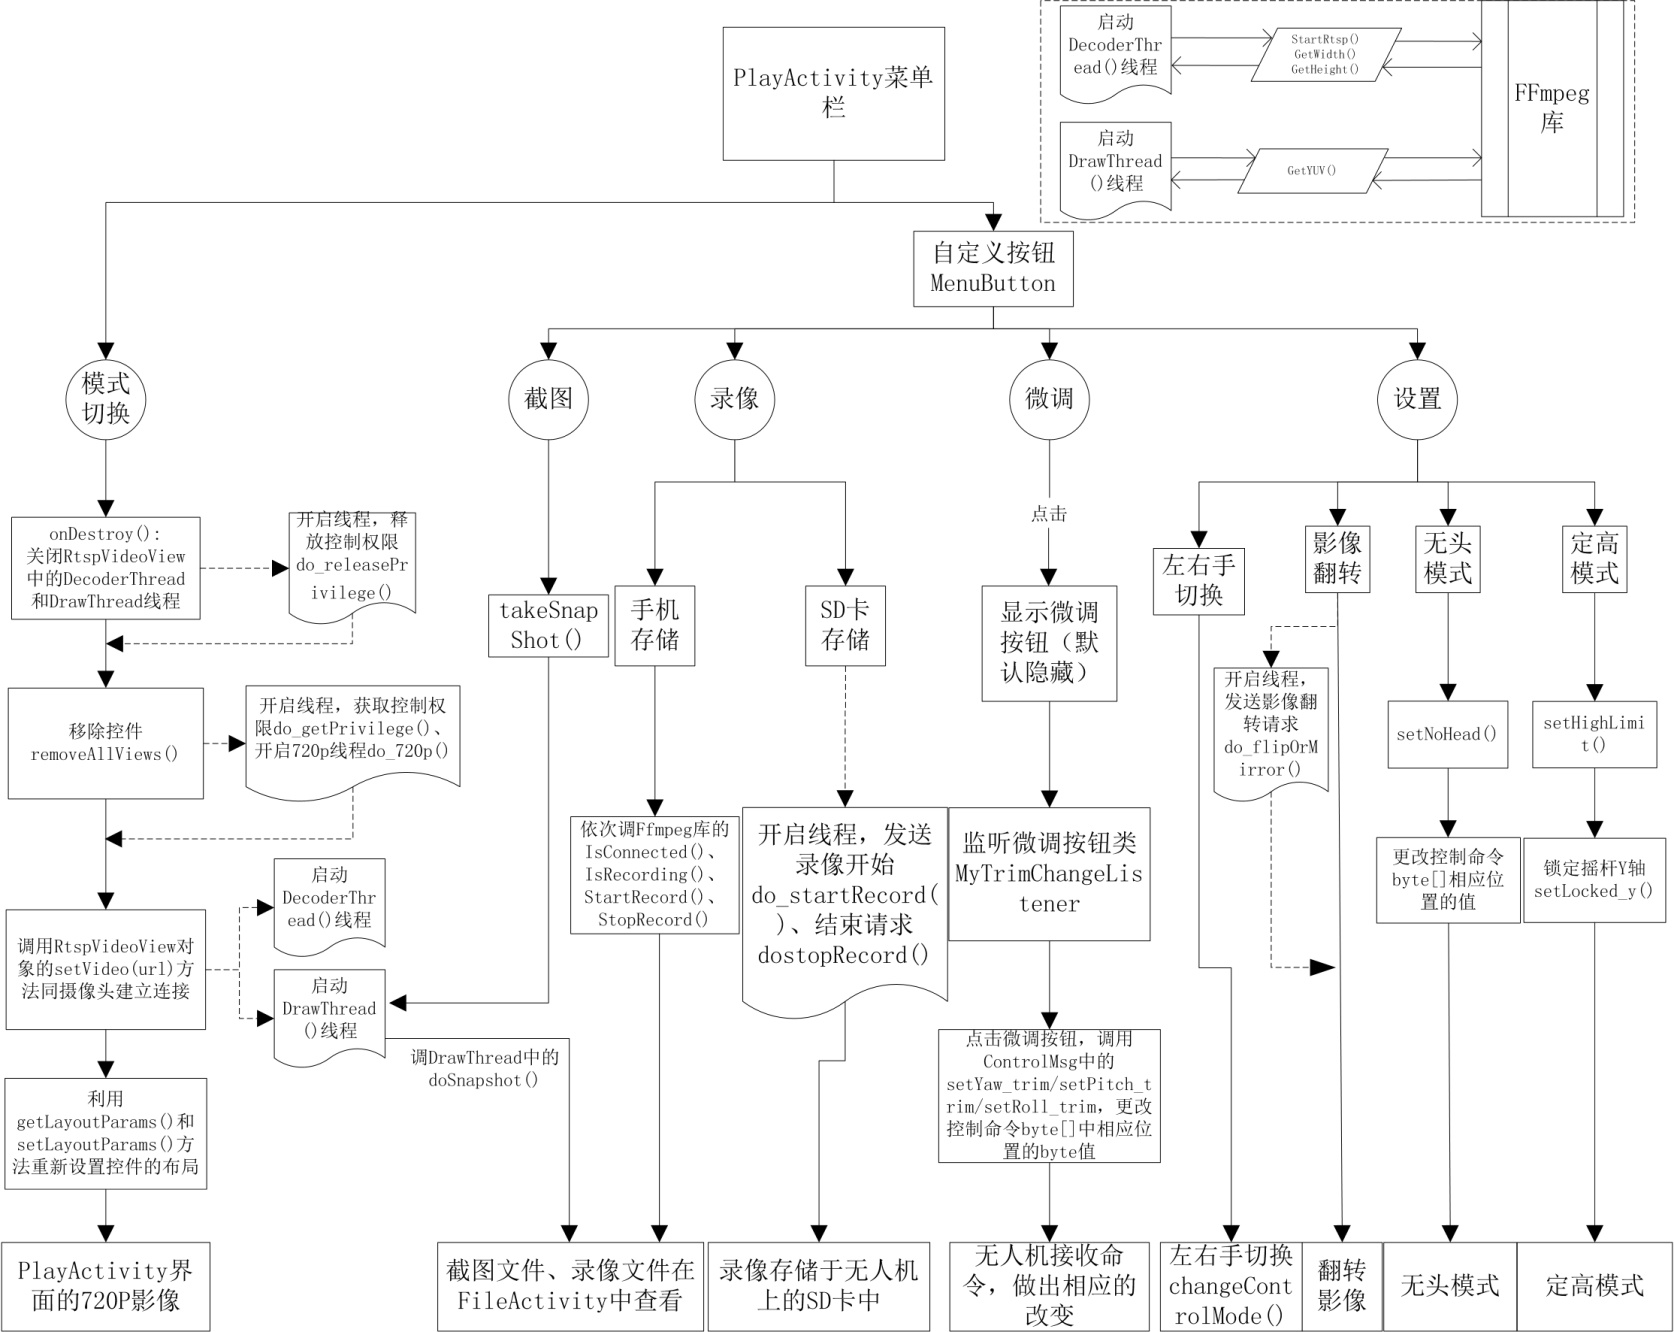 PlayActivity菜单
栏
启动
DecoderThr
ead()线程
StartRtsp()
GetWidth()
GetHeight()
FFmpeg
库
启动
DrawThread
()线程
GetYUV()
自定义按钮
MenuButton
模式
切换
截图
录像
微调
设置
onDestroy():
关闭RtspVideoView
中的DecoderThread
和DrawThread线程
开启线程，释
放控制权限
do_releasePr
ivilege()
点击
左右手
切换
影像
翻转
无头
模式
定高
模式
takeSnap
Shot()
手机
存储
SD卡
存储
显示微调
按钮（默
认隐藏）
移除控件
removeAllViews()
开启线程，获取控制权
限do_getPrivilege()、
开启720p线程do_720p()
开启线程，
发送影像翻
转请求
do_flipOrM
irror()
setNoHead()
setHighLimi
t()
依次调Ffmpeg库的
IsConnected()、
IsRecording()、
StartRecord()、
StopRecord()
开启线程，发送
录像开始
do_startRecord(
)、结束请求
dostopRecord()
监听微调按钮类
MyTrimChangeLis
tener
更改控制命令
byte[]相应位
置的值
锁定摇杆Y轴
setLocked_y()
调用RtspVideoView对
象的setVideo(url)方
法同摄像头建立连接
启动
DecoderThr
ead()线程
启动
DrawThread
()线程
调DrawThread中的
doSnapshot()
点击微调按钮，调用
ControlMsg中的
setYaw_trim/setPitch_t
rim/setRoll_trim，更改
控制命令byte[]中相应位
置的byte值
利用
getLayoutParams()和
setLayoutParams()方
法重新设置控件的布局
PlayActivity界
面的720P影像
截图文件、录像文件在
FileActivity中查看
录像存储于无人机
上的SD卡中
无人机接收命
令，做出相应的
改变
左右手切换
changeCont
rolMode()
翻转
影像
无头模式
定高模式